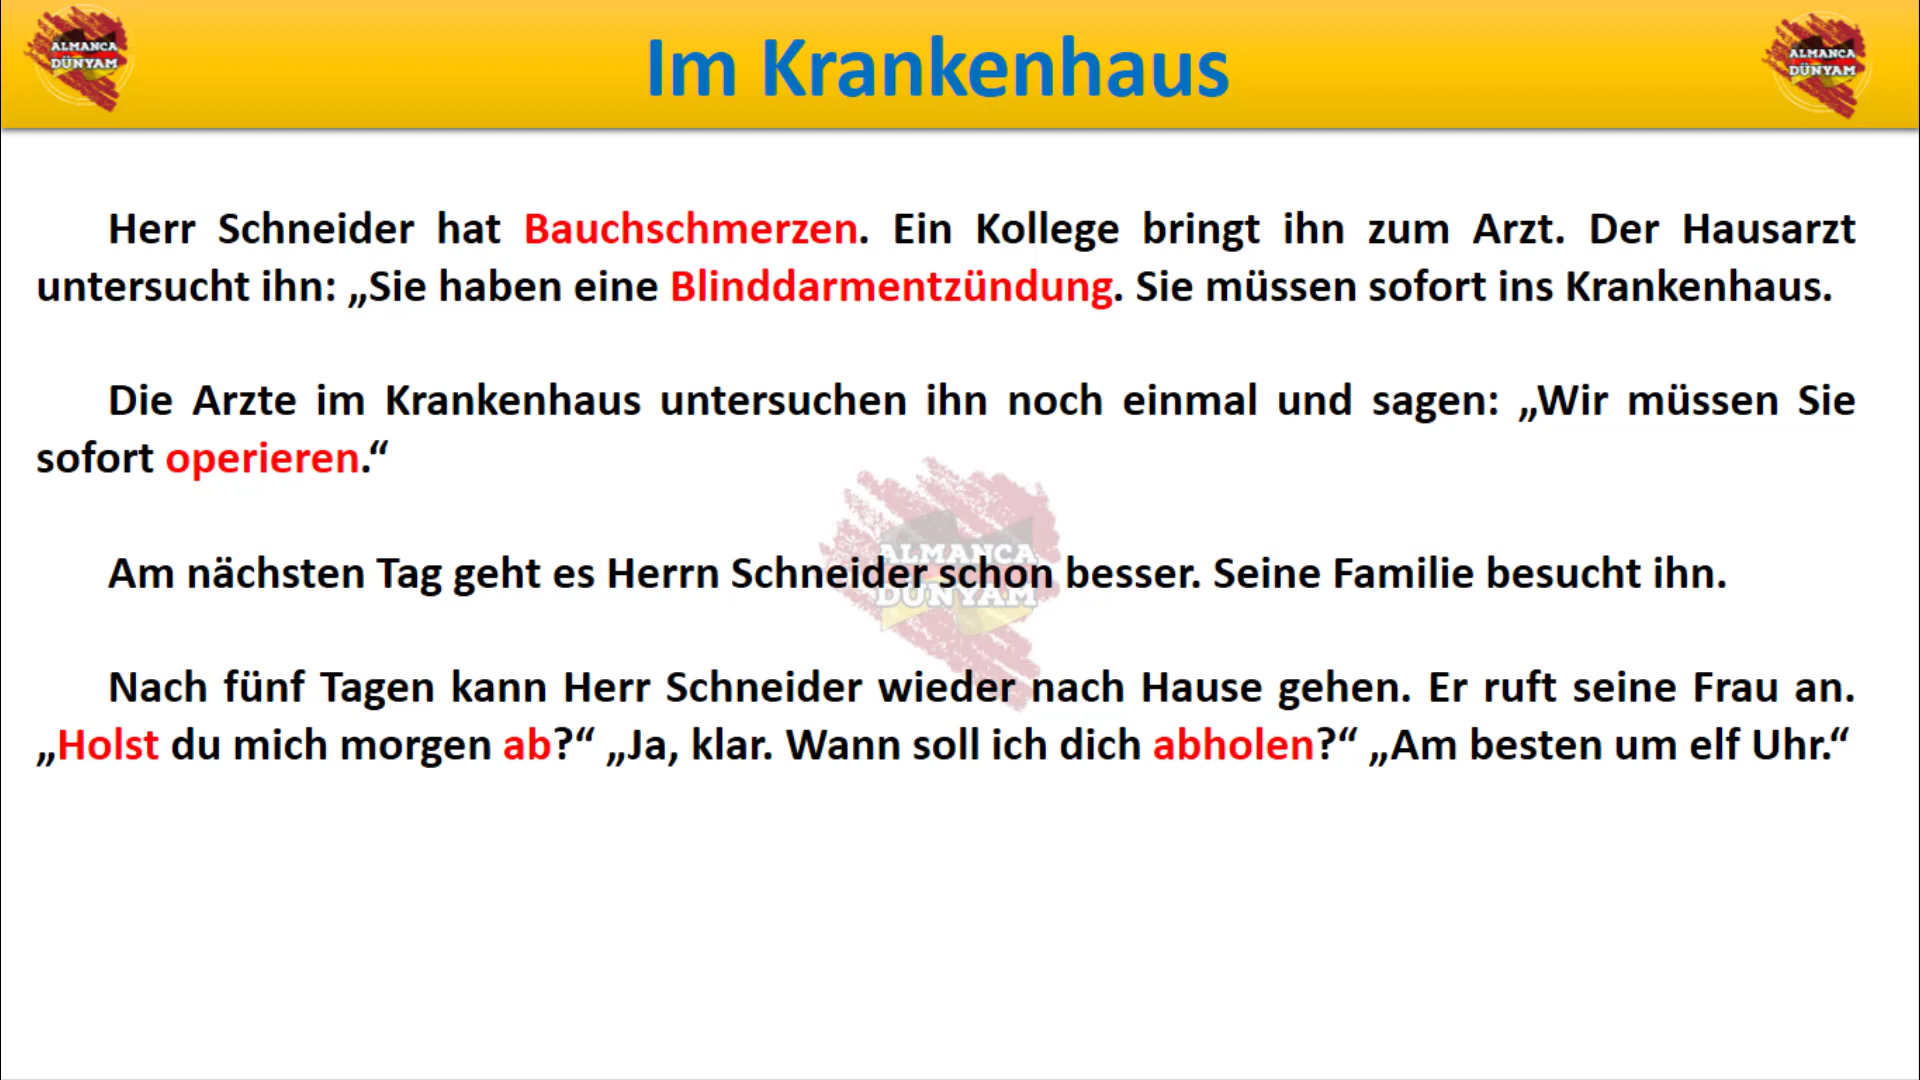 ALMANCA
DÜNYAM
Im Krankenhaus
ALMANCA
DÜNYAM
Herr Schneider hat Bauchschmerzen. Ein Kollege bringt ihn zum Arzt. Der Hausarzt
untersucht ihn: „Sie haben eine Blinddarmentzündung. Sie müssen sofort ins Krankenhaus.
Die Arzte im Krankenhaus untersuchen ihn noch einmal und sagen: „Wir müssen Sie
sofort operieren.“
ALMANCA
Am nächsten Tag geht es Herrn Schneider schon besser. Seine Familie besucht ihn.
DÜNYAM
Nach fünf Tagen kann Herr Schneider wieder nach Hause gehen. Er ruft seine Frau an.
„Holst du mich morgen ab?“ „Ja, klar. Wann soll ich dich abholen?“ „Am besten um elf Uhr.“